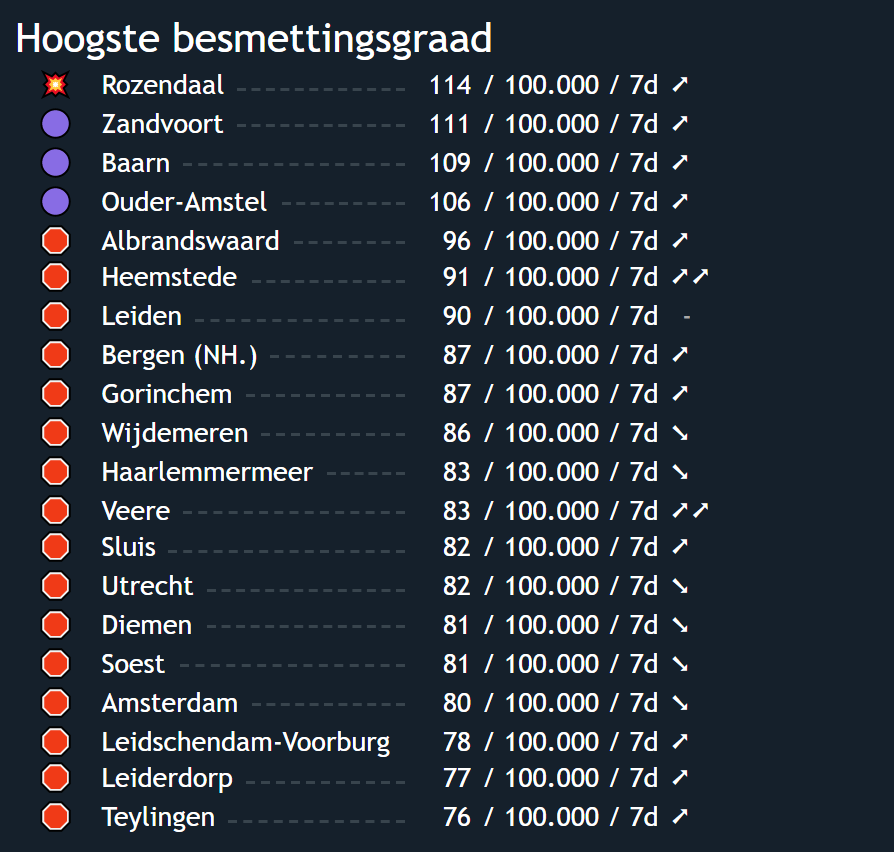 Hoogste besmettingsgraad
Rozendaal 114 / 100.000 / 7d ➚
Zandvoort 111 / 100.000 / 7d ➚
Baarn 109 / 100.000 / 7d ➚
Ouder-Amstel 106 / 100.000 / 7d ➚
Albrandswaard 96 / 100.000 / 7d ➚
Heemstede 91 / 100.000 / 7d ➚➚
Leiden 90 / 100.000 / 7d -
Bergen (NH.) 87 / 100.000 / 7d ➚
Gorinchem 87 / 100.000 / 7d ➚
Wijdemeren 86 / 100.000 / 7d ➘
Haarlemmermeer 83 / 100.000 / 7d ➘
Veere 83 / 100.000 / 7d ➚➚
Sluis 82 / 100.000 / 7d ➚
Utrecht 82 / 100.000 / 7d ➘
Diemen 81 / 100.000 / 7d ➘
Soest 81 / 100.000 / 7d ➘
Amsterdam 80 / 100.000 / 7d ➘
Leidschendam-Voorburg 78 / 100.000 / 7d ➚
Leiderdorp 77 / 100.000 / 7d ➚
Teylingen 76 / 100.000 / 7d ➚